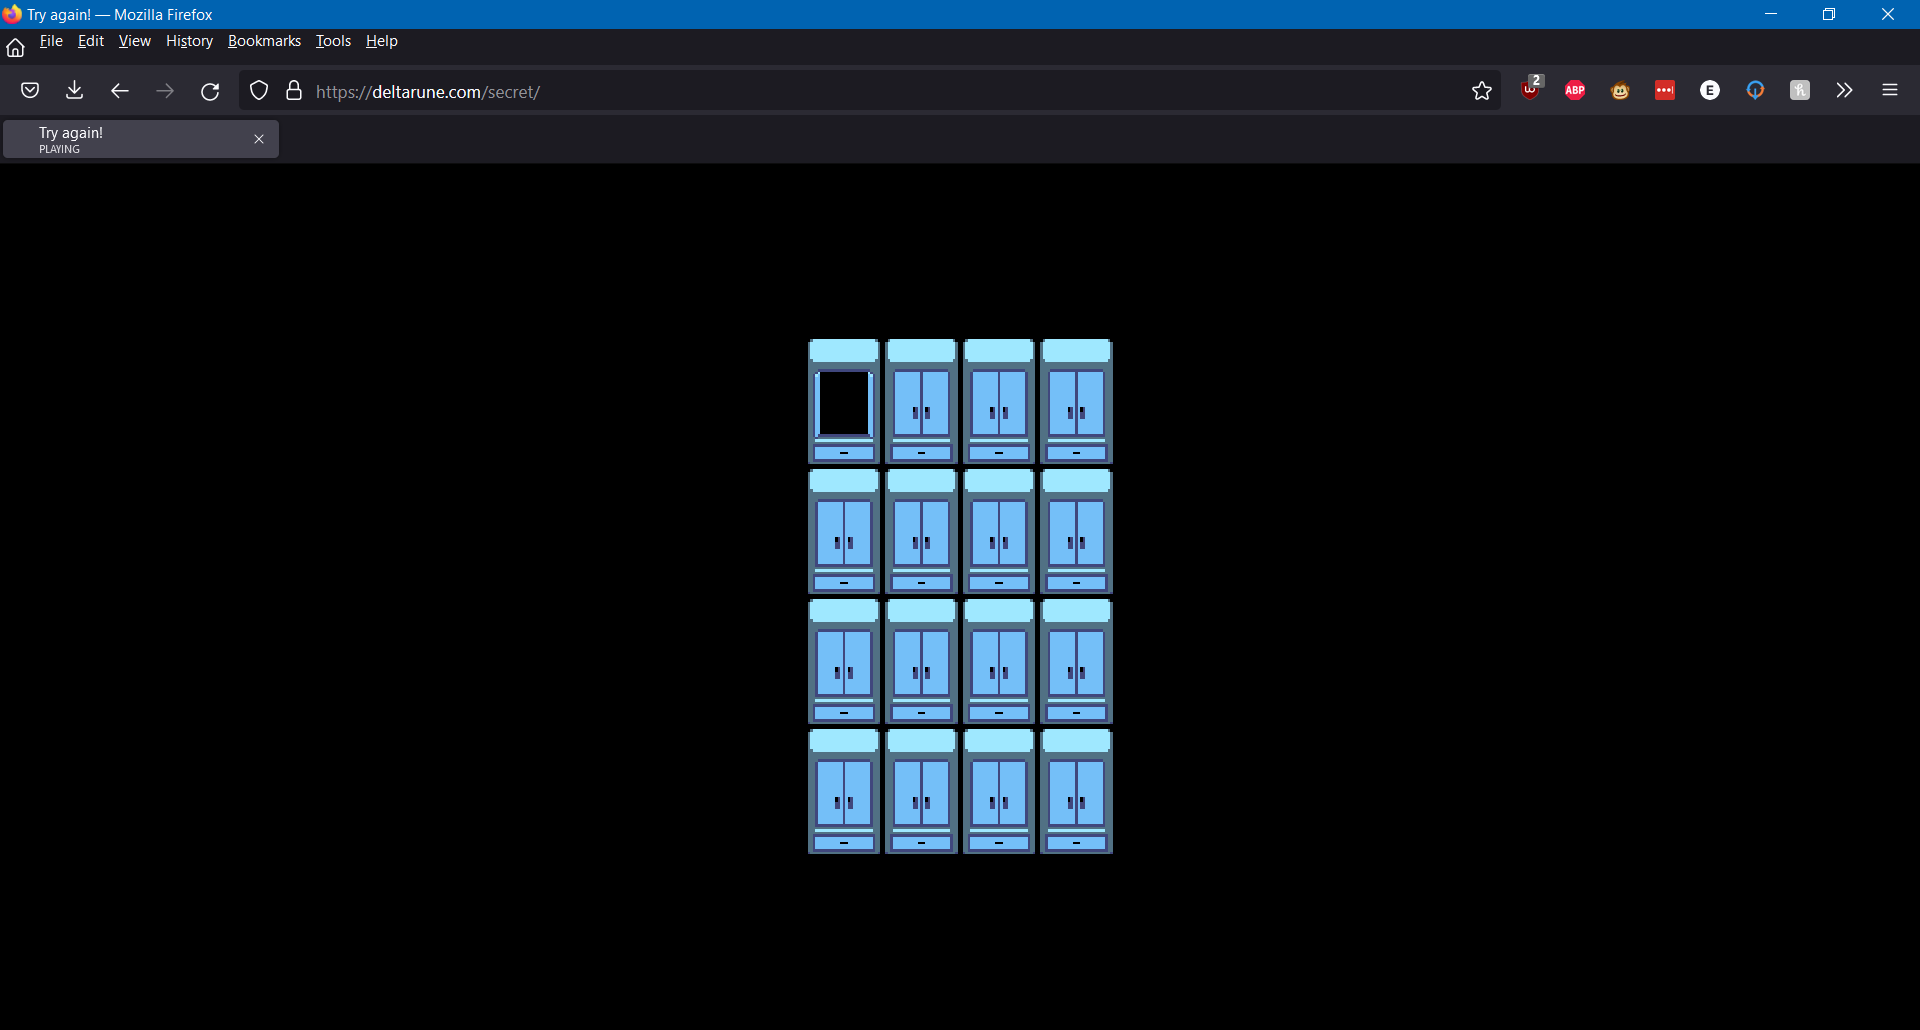 Try again! — Mozilla Firefox
File Edit View History Bookmarks Tools Help
https://deltarune.com/secret/
2
ABP
E
Try again!
PLAYING